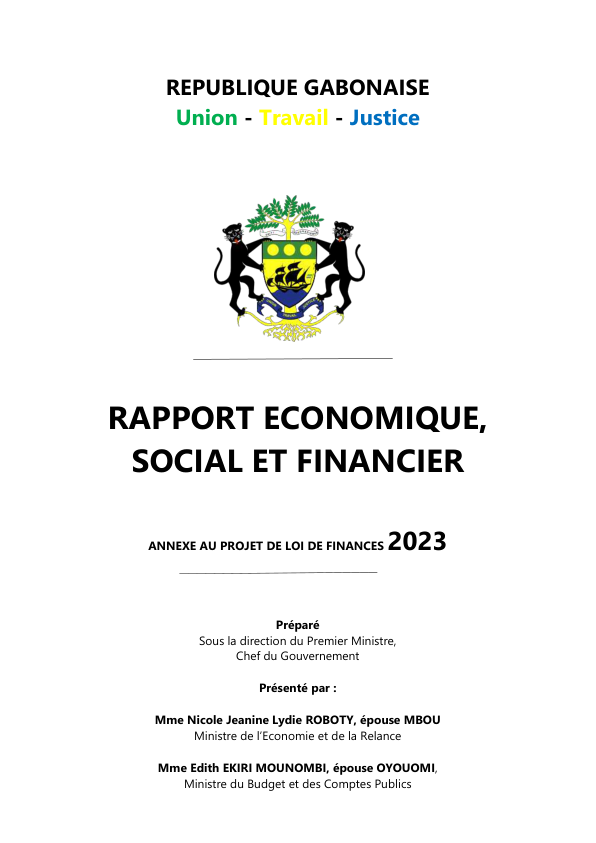 REPUBLIQUE GABONAISE
Union - Travail - Justice
RAPPORT ECONOMIQUE,
SOCIAL ET FINANCIER
ANNEXE AU PROJET DE LOI DE FINANCES 2023
Préparé
Sous la direction du Premier Ministre,
Chef du Gouvernement
Présenté par :
Mme Nicole Jeanine Lydie ROBOTY, épouse MBOU
Ministre de l’Economie et de la Relance
Mme Edith EKIRI MOUNOMBI, épouse OYOUOMI,
Ministre du Budget et des Comptes Publics